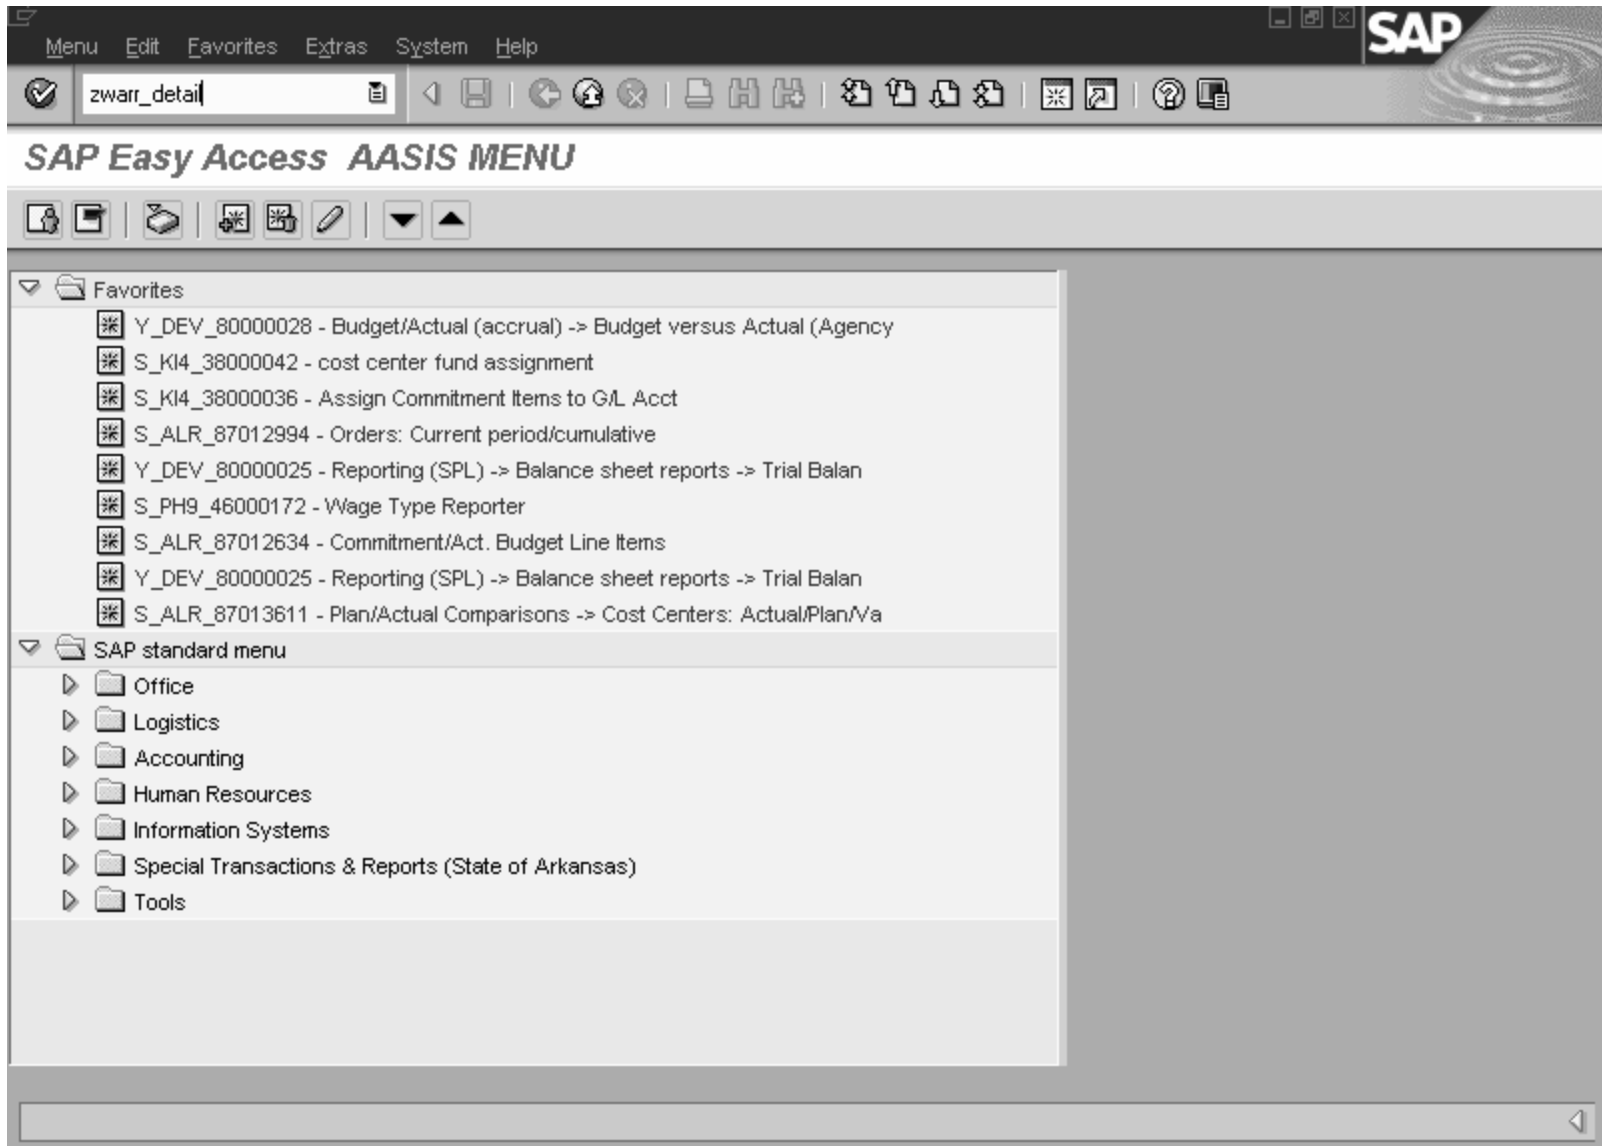 Menu Edit Favorites Extras System Help
SAP
zwarr_detail
SAP Easy Access AASIS MENU
Favorites
Y_DEV_80000028 - Budget/Actual (accrual) -> Budget versus Actual (Agency
S_KI4_38000042 - cost center fund assignment
S_KI4_38000036 - Assign Commitment Items to G/L Acct
S_ALR_87012994 - Orders: Current period/cumulative
Y_DEV_80000025 - Reporting (SPL) -> Balance sheet reports -> Trial Balan
S_PH9_46000172 - Wage Type Reporter
S_ALR_87012634 - Commitment/Act. Budget Line Items
Y_DEV_80000025 - Reporting (SPL) -> Balance sheet reports -> Trial Balan
S_ALR_87013611 - Plan/Actual Comparisons -> Cost Centers: Actual/Plan/Va
SAP standard menu
Office
Logistics
Accounting
Human Resources
Information Systems
Special Transactions & Reports (State of Arkansas)
Tools